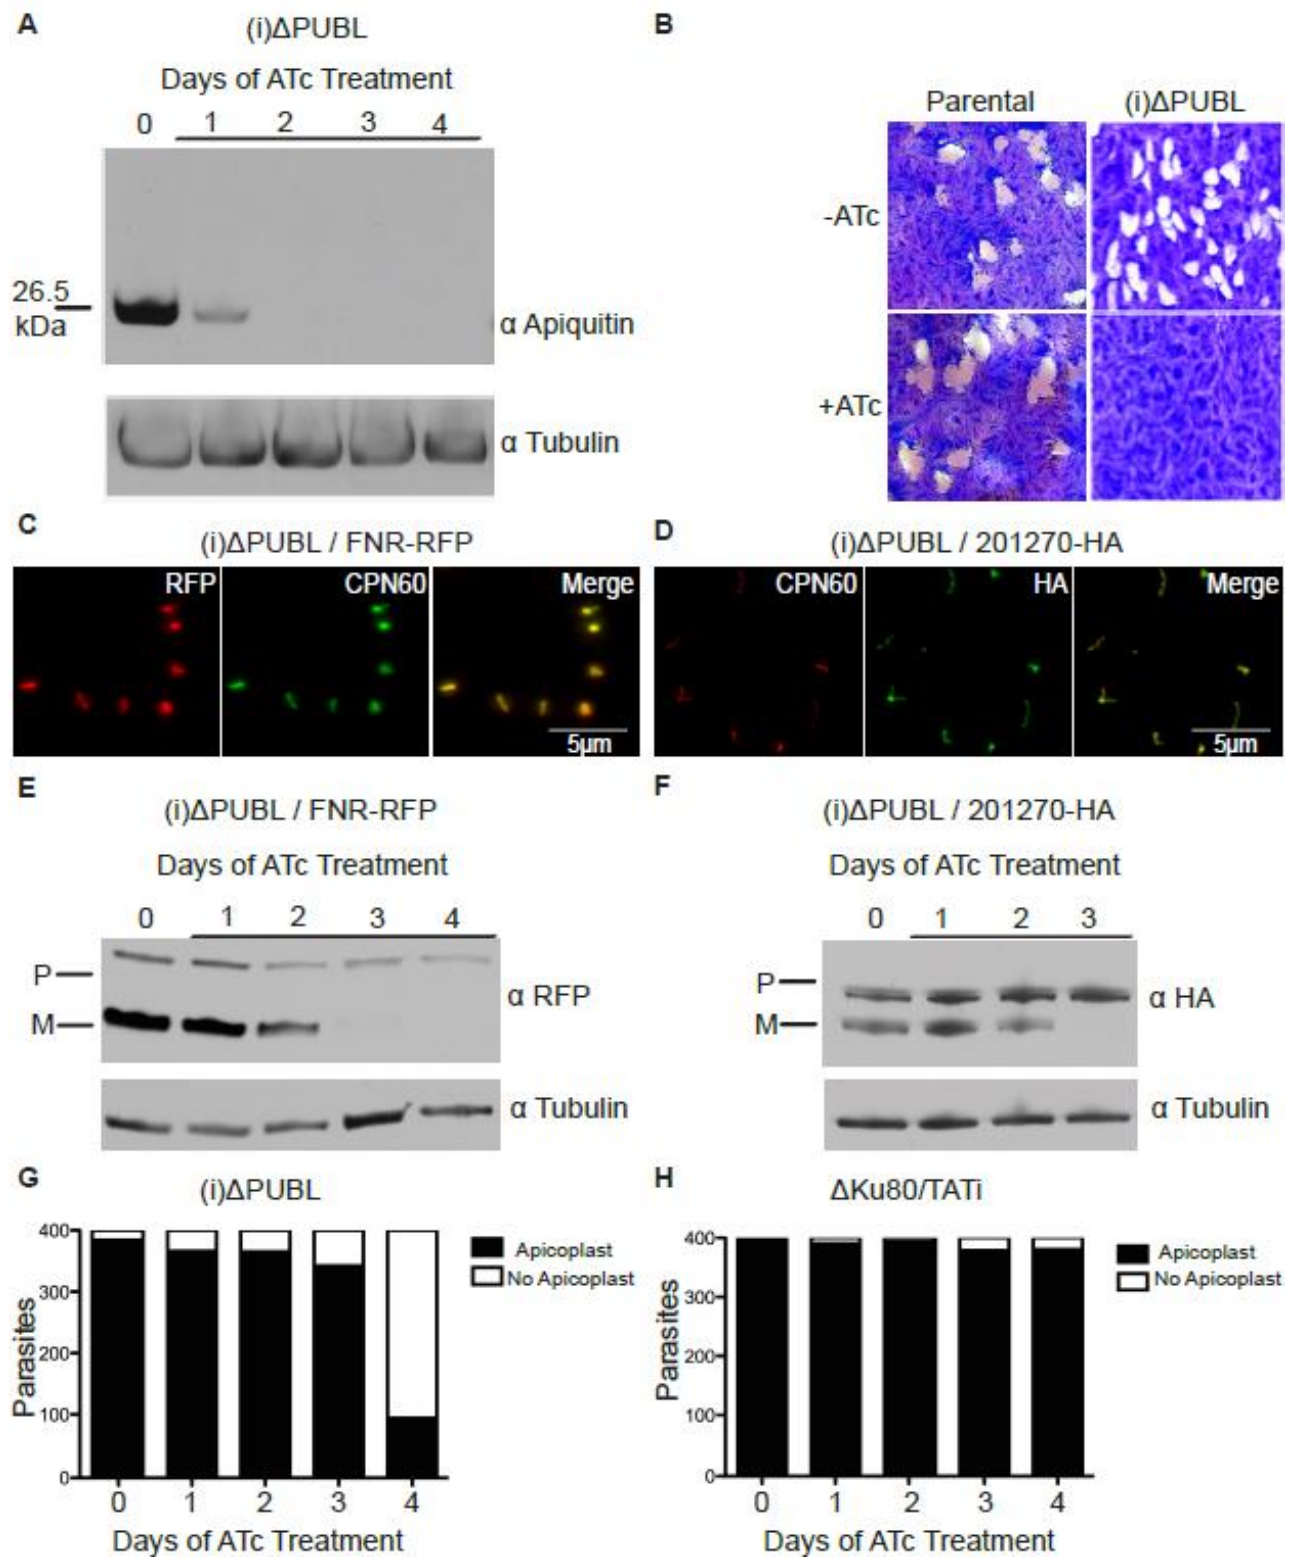 A
(i)ΔPUBL
Days of ATc Treatment
0 1 2 3 4
26.5
kDa
α Apiquitin
α Tubulin
B
Parental (i)ΔPUBL
-ATc
+ATc
C
(i)ΔPUBL / FNR-RFP
RFP CPN60 Merge
5μm
D
(i)ΔPUBL / 201270-HA
CPN60 HA Merge
5μm
E
(i)ΔPUBL / FNR-RFP
Days of ATc Treatment
0 1 2 3 4
P
M
α RFP
α Tubulin
F
(i)ΔPUBL / 201270-HA
Days of ATc Treatment
0 1 2 3
P
M
α HA
α Tubulin
G
(i)ΔPUBL
400
300
200
100
0
Parasites
0 1 2 3 4
Days of ATc Treatment
Apicoplast
No Apicoplast
H
ΔKu80/TATi
400
300
200
100
0
Parasites
0 1 2 3 4
Days of ATc Treatment
Apicoplast
No Apicoplast